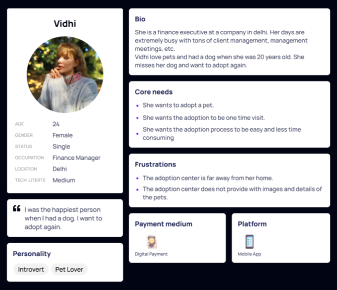 Vidhi
AGE 24
GENDER Female
STATUS Single
OCCUPATION Finance Manager
LOCATION Delhi
TECH LITERTE Medium
“ I was the happiest person
when I had a dog. I want to
adopt again.
Personality
Introvert Pet Lover
Bio
She is a finance executive at a company in delhi. Her days are
extremely busy with tons of client management, management
meetings, etc.
Vidhi love pets and had a dog when she was 20 years old. She
misses her dog and want to adopt again.
Core needs
• She wants to adopt a pet.
• She wants the adoption to be one time visit.
• She wants the adoption process to be easy and less time
consuming
Frustrations
• The adoption center is far away from her home.
• The adoption center does not provide with images and details of
the pets.
Payment medium
Digital Payment
Platform
Mobile App